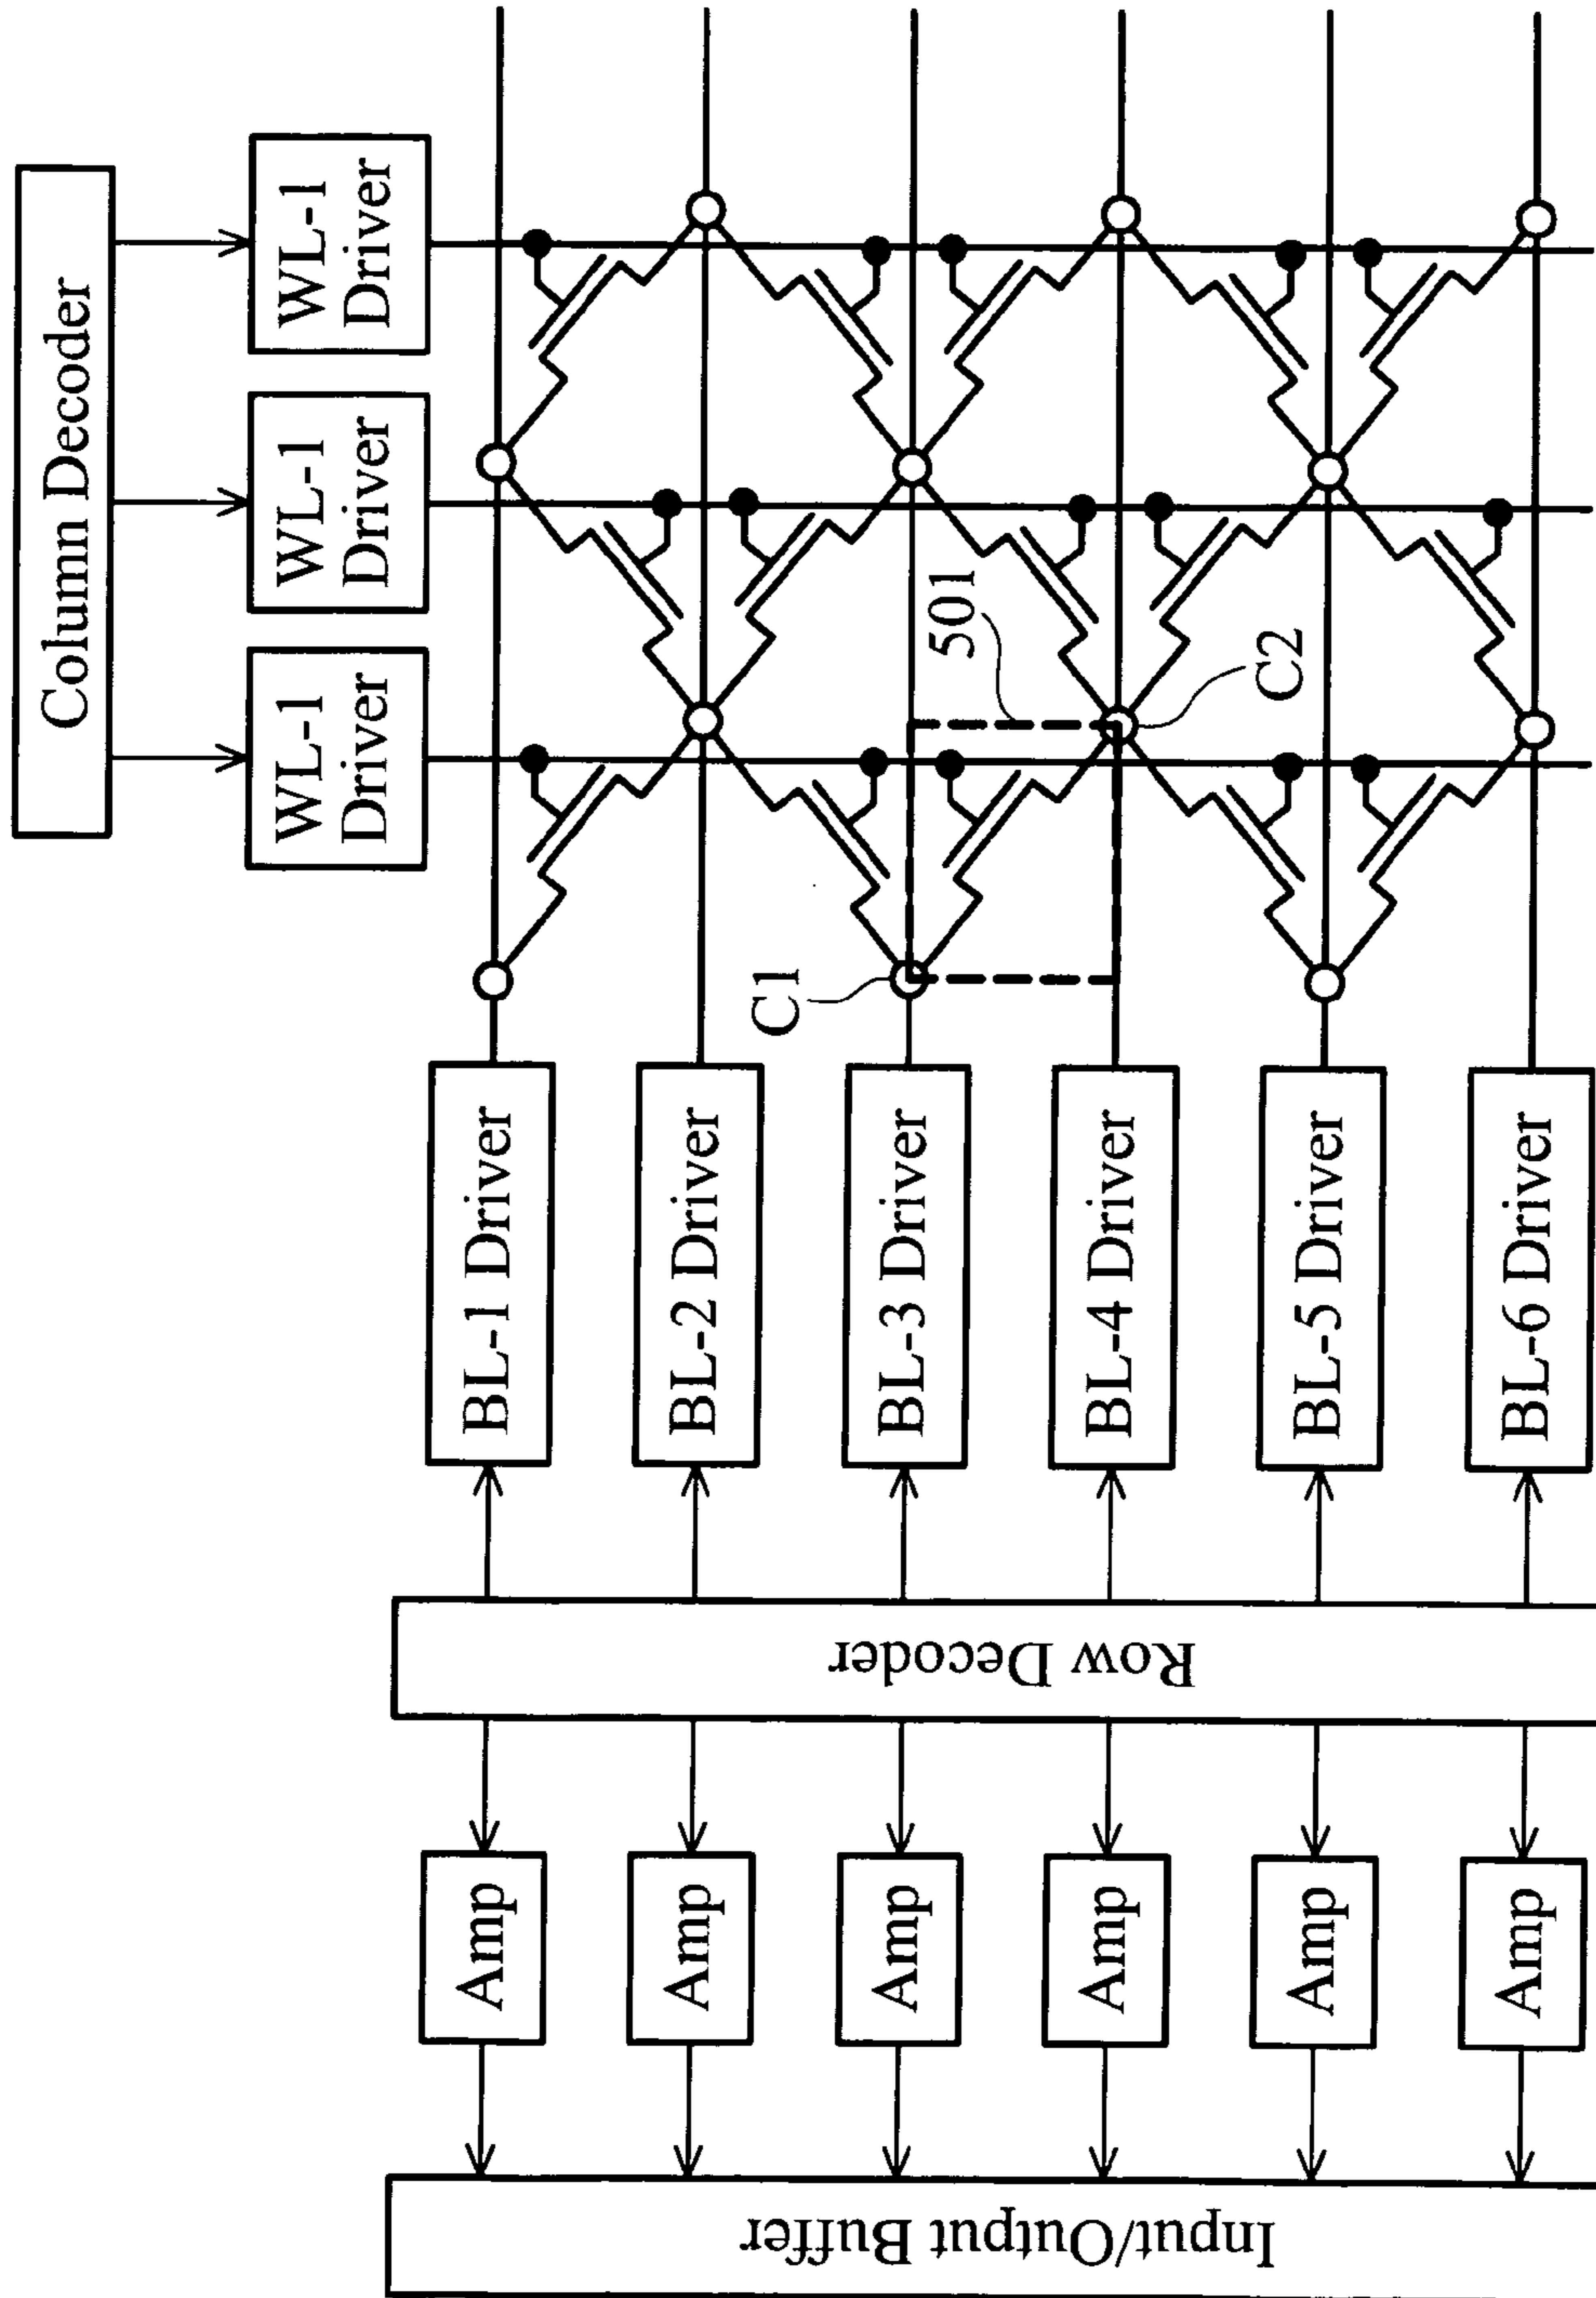 Column Decoder
WL-1
Driver
WL-1
Driver
WL-1
Driver
501
C1
C2
BL-1 Driver
BL-2 Driver
BL-3 Driver
BL-4 Driver
BL-5 Driver
BL-6 Driver
Row Decoder
Amp
Amp
Amp
Amp
Amp
Amp
Input/Output Buffer